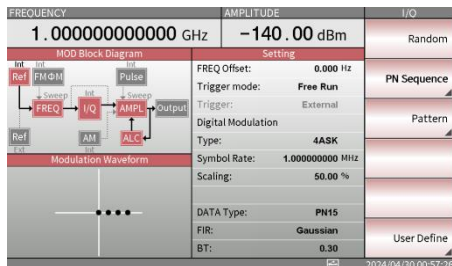 FREQUENCY AMPLITUDE I/Q
1.000000000000 GHz -140.00 dBm
Random
MOD Block Diagram
Setting
Int Int Int
Ref FMΦM Pulse
Sweep Int Sweep
FREQ I/Q AMPL Output
Ref AM ALC
Ext Int
Modulation Waveform
FREQ Offset: 0.000 Hz
Trigger mode: Free Run
Trigger: External
Digital Modulation
Type: 4ASK
Symbol Rate: 1.000000000 MHz
Scaling: 50.00 %
DATA Type: PN15
FIR: Gaussian
BT: 0.30
PN Sequence
Pattern
User Define
2024/04/30 00:57:26